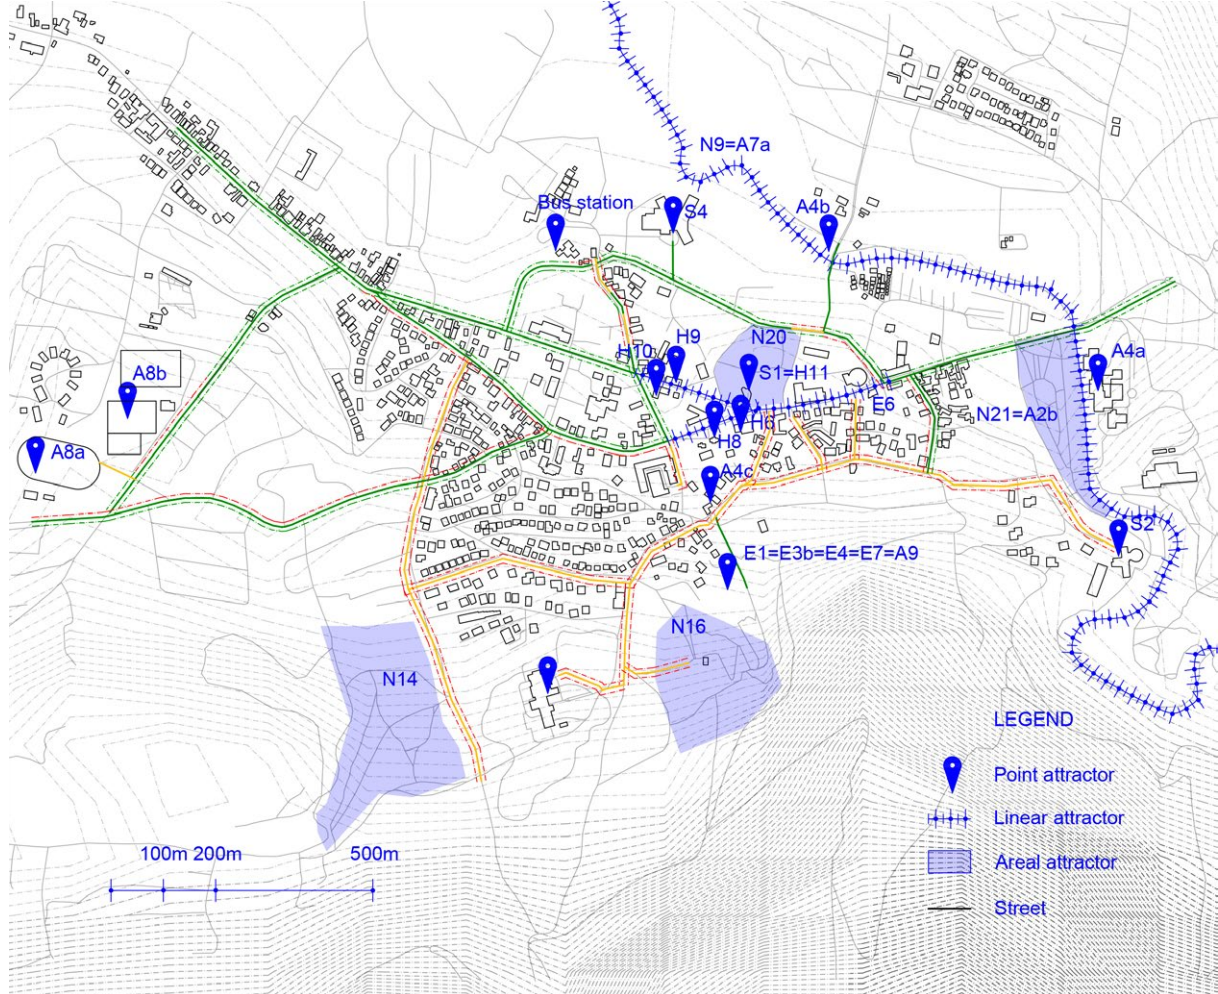 N9=A7a
Bus station
S4
A4b
H9
N20
H10
S1=H11
A4a
A8b
E6
N21=A2b
H6
H8
A8a
A4c
S2
E1=E3b=E4=E7=A9
N16
N14
LEGEND
Point attractor
Linear attractor
100m 200m 500m
Areal attractor
Street